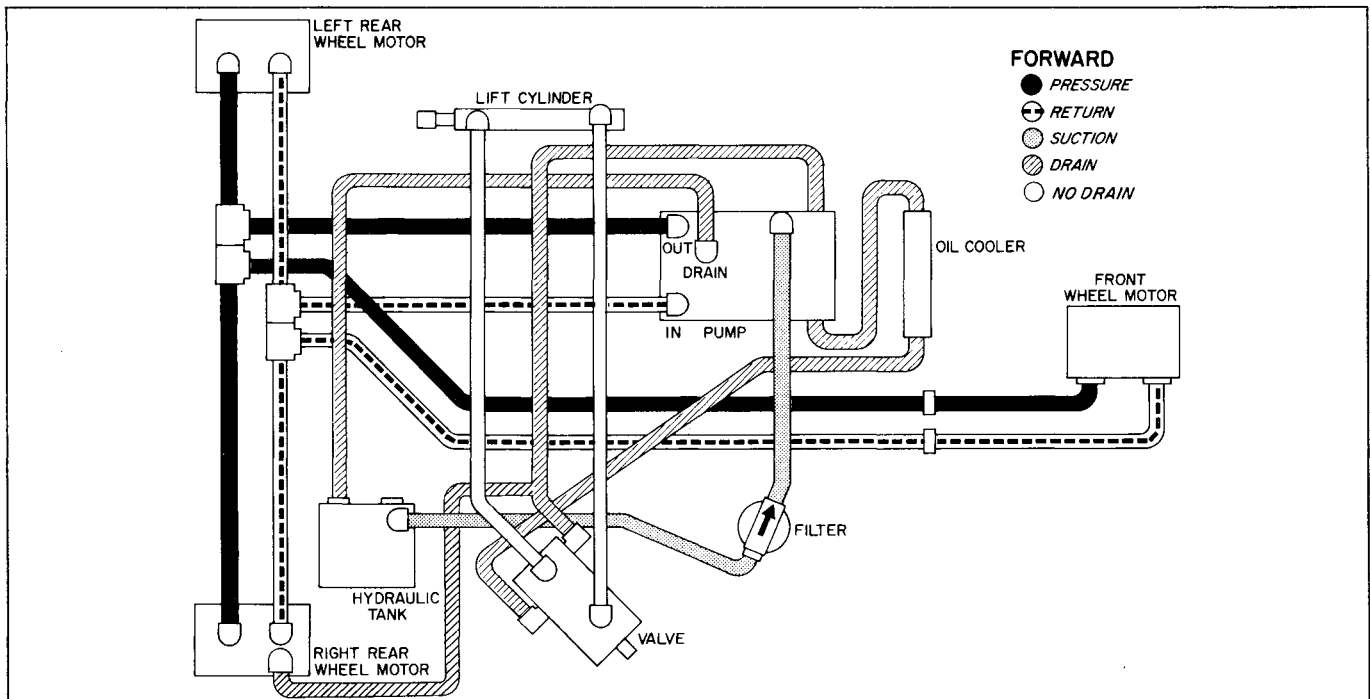 LEFT REAR
WHEEL MOTOR
LIFT CYLINDER
FORWARD
PRESSURE
RETURN
SUCTION
DRAIN
NO DRAIN
OUT
DRAIN
IN PUMP
OIL COOLER
FRONT
WHEEL MOTOR
FILTER
HYDRAULIC
TANK
VALVE
RIGHT REAR
WHEEL MOTOR